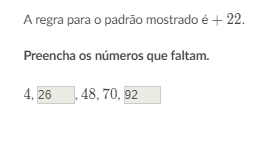 A regra para o padrão mostrado é + 22.
Preencha os números que faltam.
4, 26, 48, 70, 92